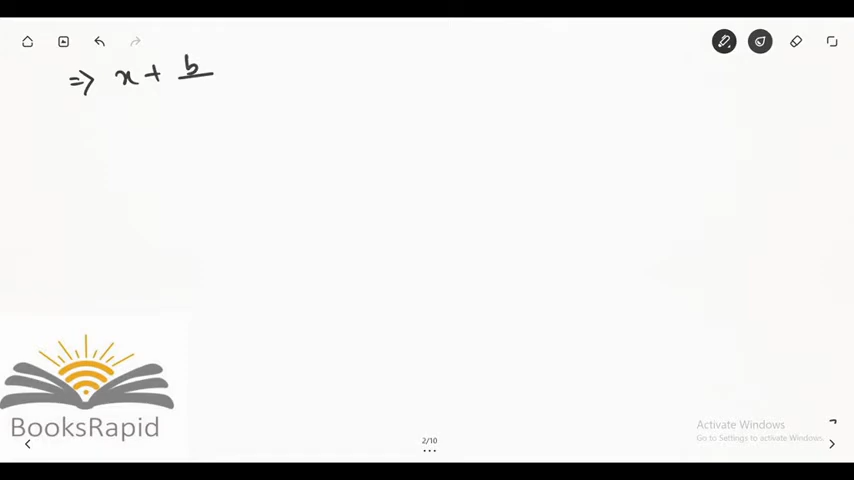 ⇒ x + b/
BooksRapid
2/10
Activate Windows
Go to Settings to activate Windows.